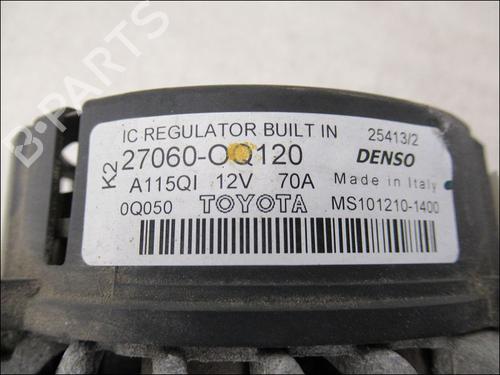 B-PARTS
IC REGULATOR BUILT IN 25413/2
K2 27060-OQ120 DENSO
A115QI 12V 70A Made in Italy
0Q050 TOYOTA MS101210-1400